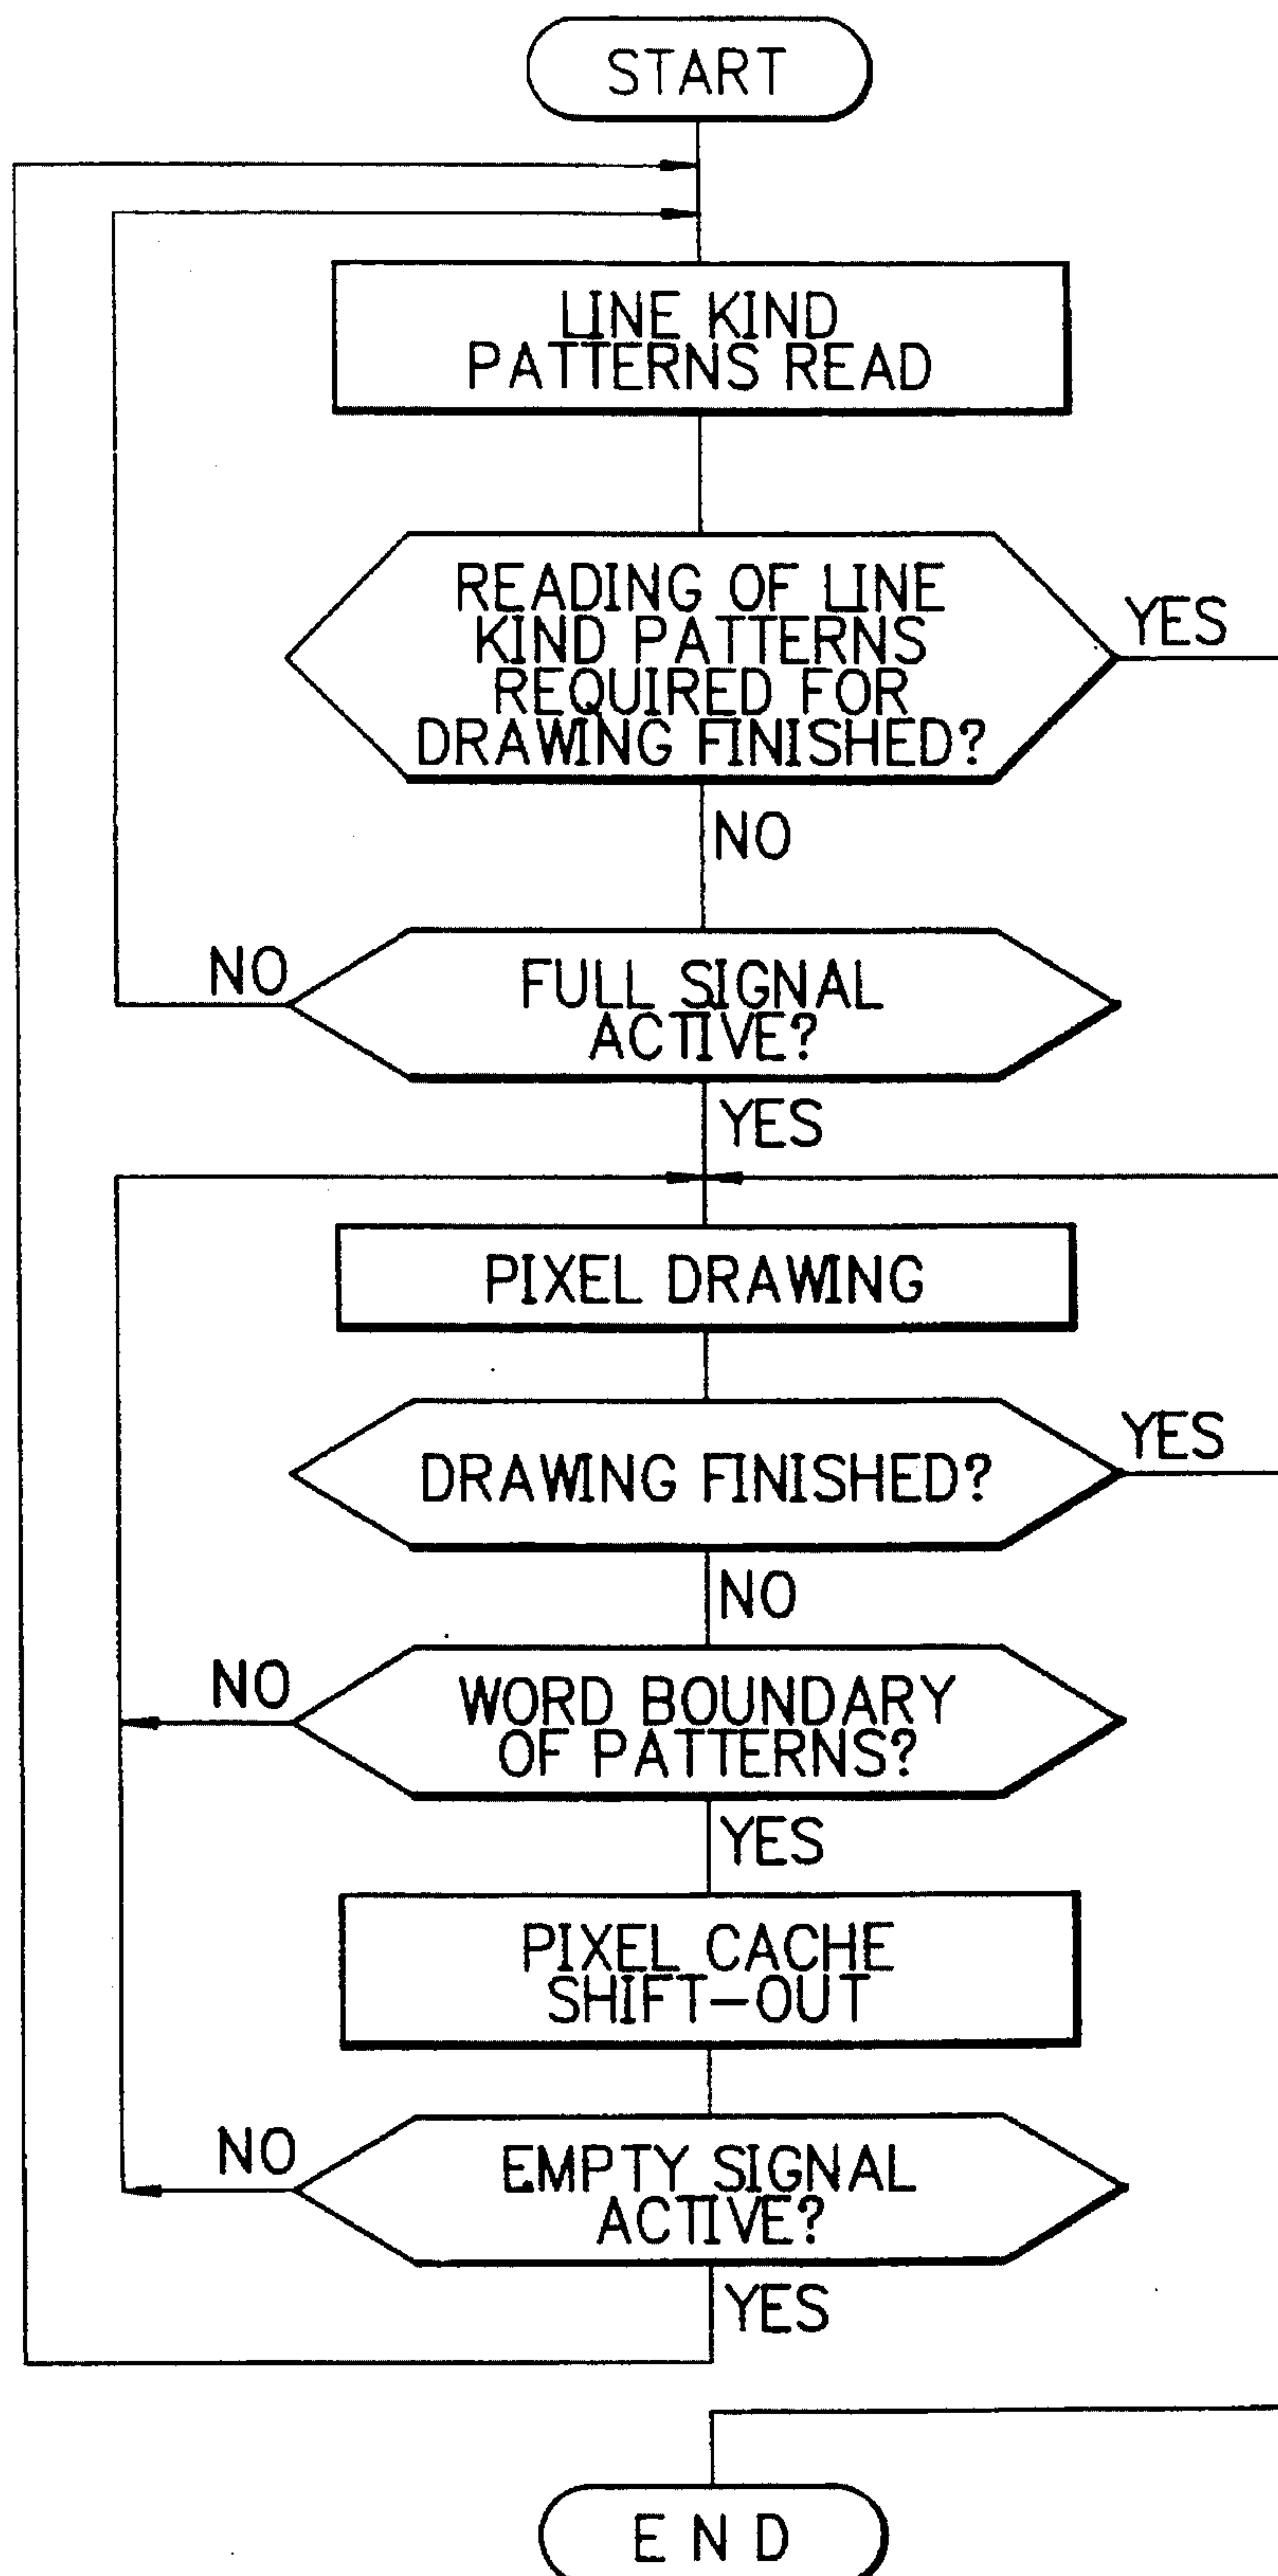 START
LINE KIND
PATTERNS READ
READING OF LINE
KIND PATTERNS
REQUIRED FOR
DRAWING FINISHED?
YES
NO
NO
FULL SIGNAL
ACTIVE?
YES
PIXEL DRAWING
DRAWING FINISHED?
YES
NO
NO
WORD BOUNDARY
OF PATTERNS?
YES
PIXEL CACHE
SHIFT-OUT
NO
EMPTY SIGNAL
ACTIVE?
YES
END